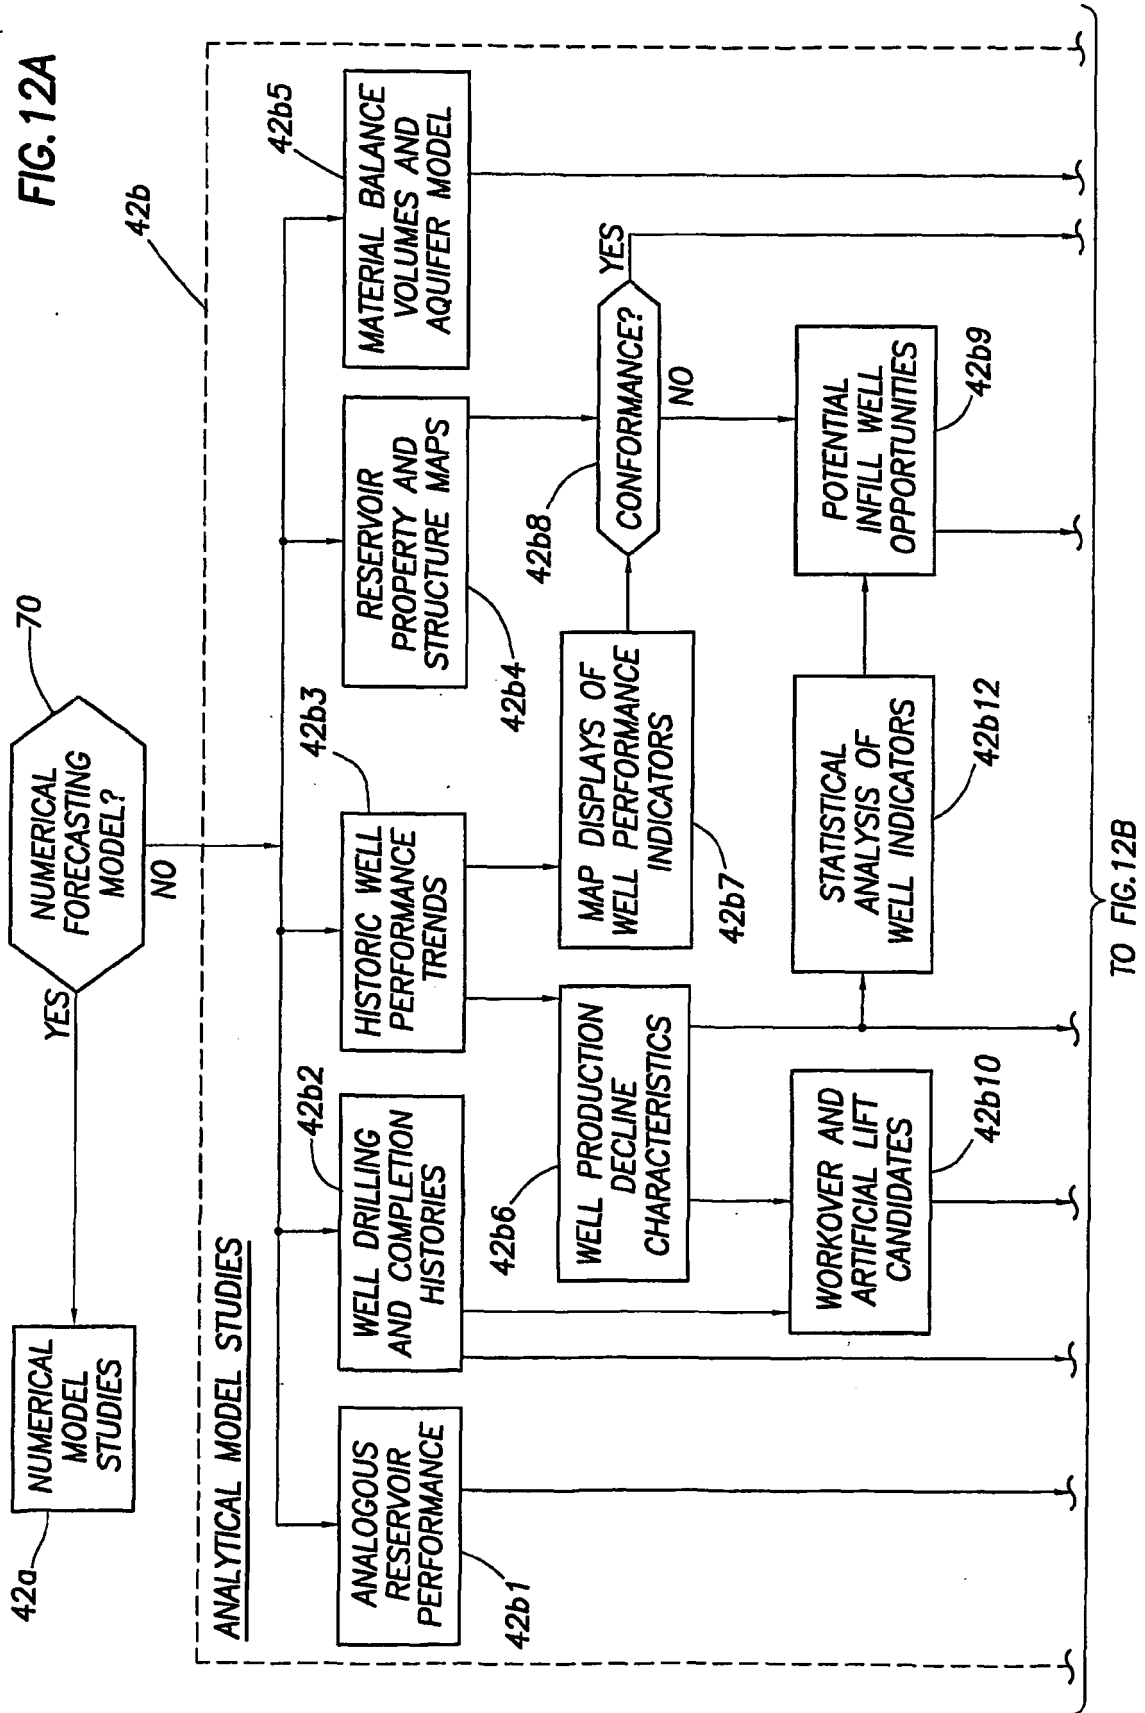 FIG.12A
70
NUMERICAL
FORECASTING
MODEL?
YES
NO
42a
NUMERICAL
MODEL
STUDIES
42b
ANALYTICAL MODEL STUDIES
ANALOGOUS
RESERVOIR
PERFORMANCE
42b1
WELL DRILLING
AND COMPLETION
HISTORIES
42b2
HISTORIC WELL
PERFORMANCE
TRENDS
42b3
RESERVOIR
PROPERTY AND
STRUCTURE MAPS
42b4
MATERIAL BALANCE
VOLUMES AND
AQUIFER MODEL
42b5
WELL PRODUCTION
DECLINE
CHARACTERISTICS
42b6
MAP DISPLAYS OF
WELL PERFORMANCE
INDICATORS
42b7
CONFORMANCE?
42b8
YES
NO
WORKOVER AND
ARTIFICIAL LIFT
CANDIDATES
42b10
STATISTICAL
ANALYSIS OF
WELL INDICATORS
42b12
POTENTIAL
INFILL WELL
OPPORTUNITIES
42b9
TO FIG.12B